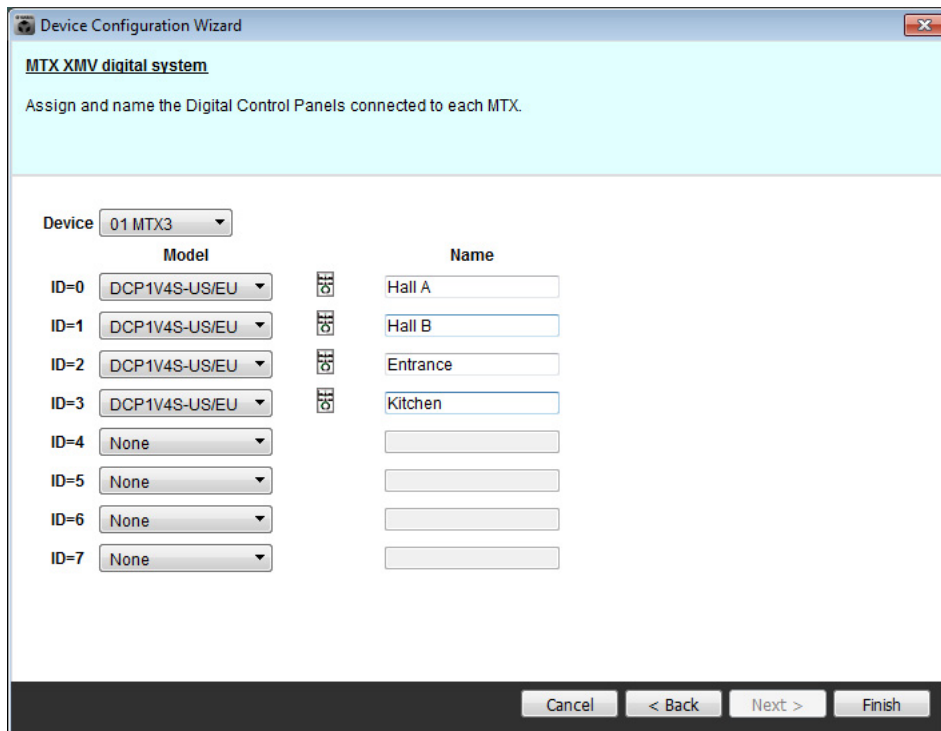 Device Configuration Wizard
MTX XMV digital system
Assign and name the Digital Control Panels connected to each MTX.
Device 01 MTX3
Model Name
ID=0 DCP1V4S-US/EU Hall A
ID=1 DCP1V4S-US/EU Hall B
ID=2 DCP1V4S-US/EU Entrance
ID=3 DCP1V4S-US/EU Kitchen
ID=4 None
ID=5 None
ID=6 None
ID=7 None
Cancel < Back Next > Finish